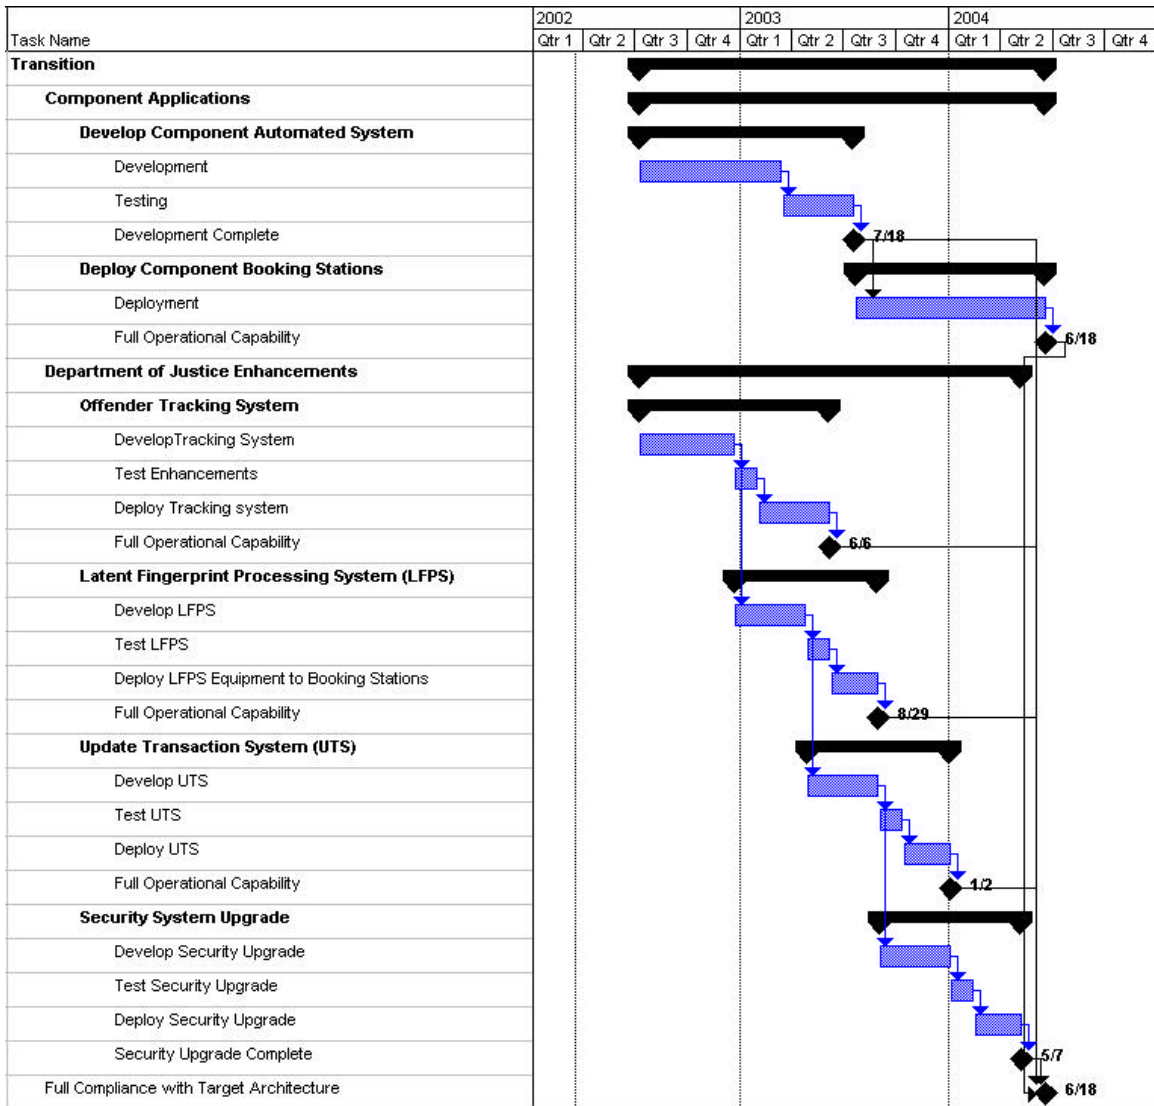 2002 2003 2004
Task Name Qtr 1 Qtr 2 Qtr 3 Qtr 4 Qtr 1 Qtr 2 Qtr 3 Qtr 4 Qtr 1 Qtr 2 Qtr 3 Qtr 4
Transition
Component Applications
Develop Component Automated System
Development
Testing
Development Complete 7/18
Deploy Component Booking Stations
Deployment
Full Operational Capability 6/18
Department of Justice Enhancements
Offender Tracking System
DevelopTracking System
Test Enhancements
Deploy Tracking system
Full Operational Capability 6/6
Latent Fingerprint Processing System (LFPS)
Develop LFPS
Test LFPS
Deploy LFPS Equipment to Booking Stations
Full Operational Capability 8/29
Update Transaction System (UTS)
Develop UTS
Test UTS
Deploy UTS
Full Operational Capability 1/2
Security System Upgrade
Develop Security Upgrade
Test Security Upgrade
Deploy Security Upgrade
Security Upgrade Complete 5/7
Full Compliance with Target Architecture 6/18